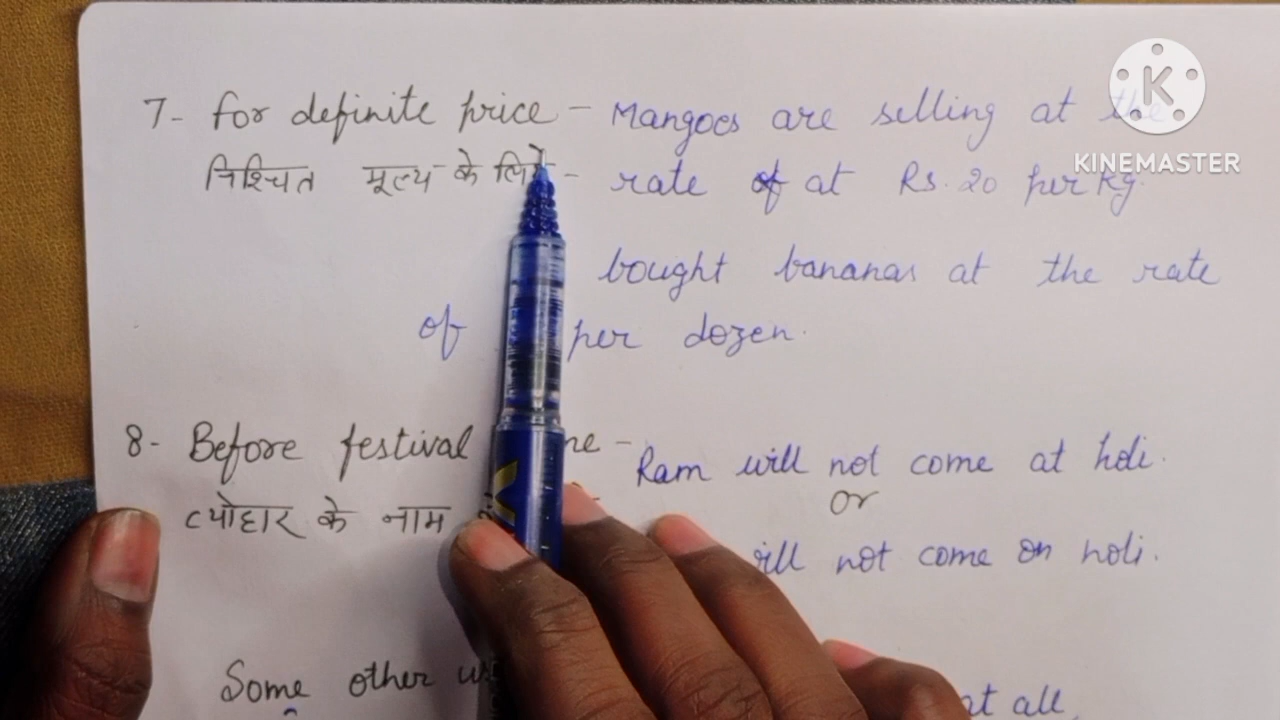 7- for definite price - Mangoes are selling at the
निश्चित मूल्य के लिये - rate of at Rs. 20 per kg.
bought bananas at the rate
of per dozen.
8- Before festival - Ram will not come at holi.
त्योहार के नाम or
will not come on holi.
Some other
at all,
K
KINEMASTER